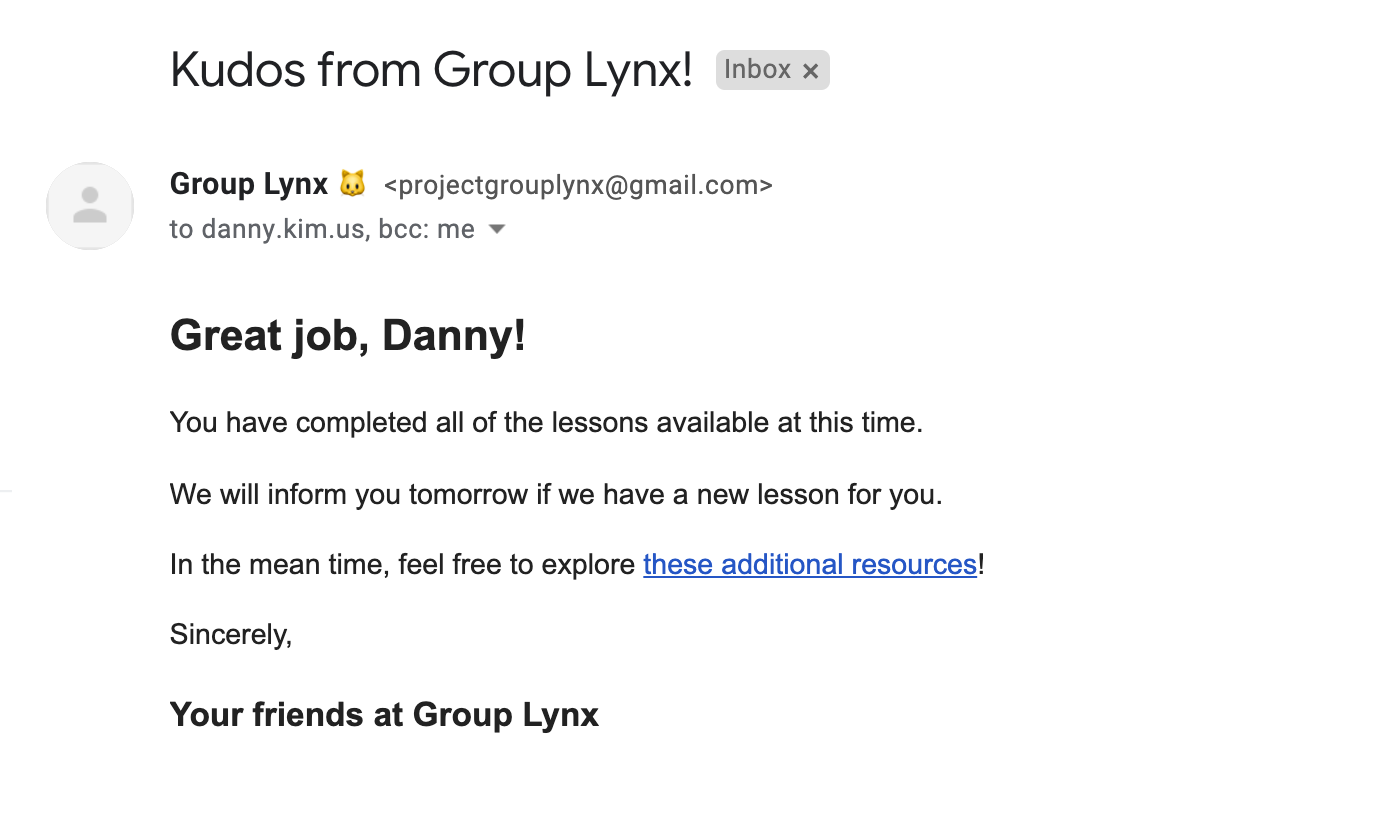 Kudos from Group Lynx! Inbox ×
Group Lynx 🐱 <projectgrouplynx@gmail.com>
to danny.kim.us, bcc: me
Great job, Danny!
You have completed all of the lessons available at this time.
We will inform you tomorrow if we have a new lesson for you.
In the mean time, feel free to explore these additional resources!
Sincerely,
Your friends at Group Lynx